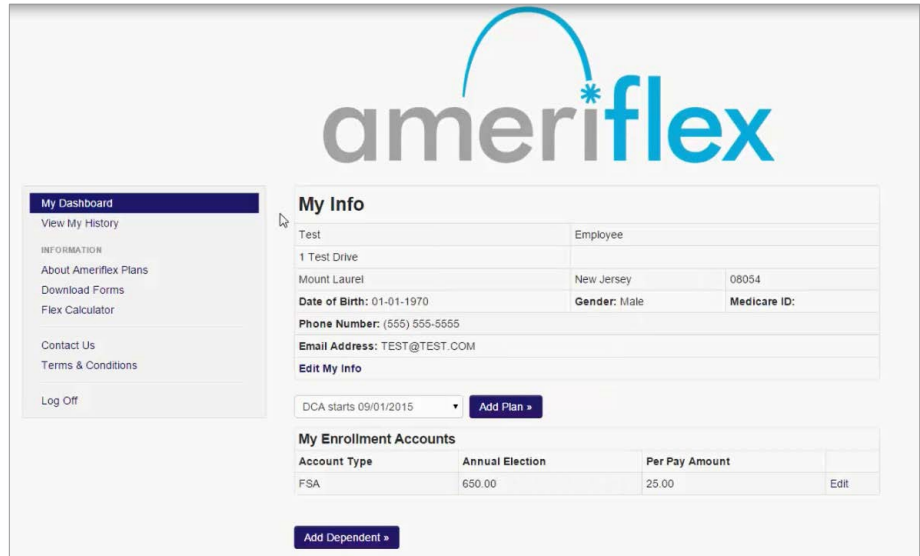 ameriflex
My Dashboard
View My History
INFORMATION
About Ameriflex Plans
Download Forms
Flex Calculator
Contact Us
Terms & Conditions
Log Off
My Info
Test Employee
1 Test Drive
Mount Laurel New Jersey 08054
Date of Birth: 01-01-1970 Gender: Male Medicare ID:
Phone Number: (555) 555-5555
Email Address: TEST@TEST.COM
Edit My Info
DCA starts 09/01/2015 Add Plan »
My Enrollment Accounts
Account Type Annual Election Per Pay Amount
FSA 650.00 25.00 Edit
Add Dependent »